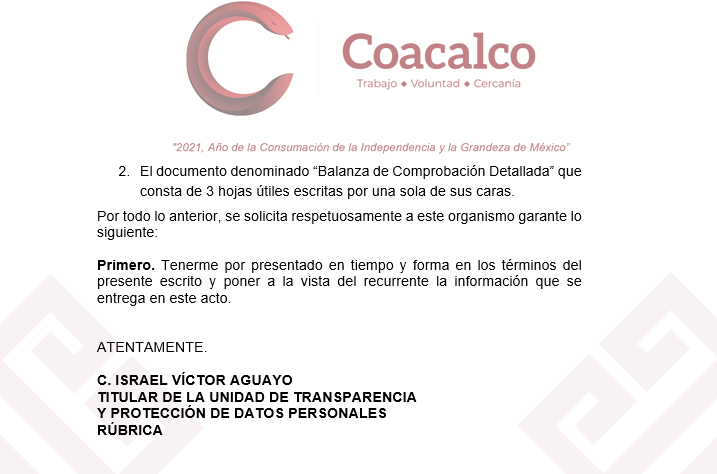 Coacalco
Trabajo ◆ Voluntad ◆ Cercanía
"2021, Año de la Consumación de la Independencia y la Grandeza de México"
2. El documento denominado “Balanza de Comprobación Detallada” que
consta de 3 hojas útiles escritas por una sola de sus caras.
Por todo lo anterior, se solicita respetuosamente a este organismo garante lo
siguiente:
Primero. Tenerme por presentado en tiempo y forma en los términos del
presente escrito y poner a la vista del recurrente la información que se
entrega en este acto.
ATENTAMENTE.
C. ISRAEL VÍCTOR AGUAYO
TITULAR DE LA UNIDAD DE TRANSPARENCIA
Y PROTECCIÓN DE DATOS PERSONALES
RÚBRICA